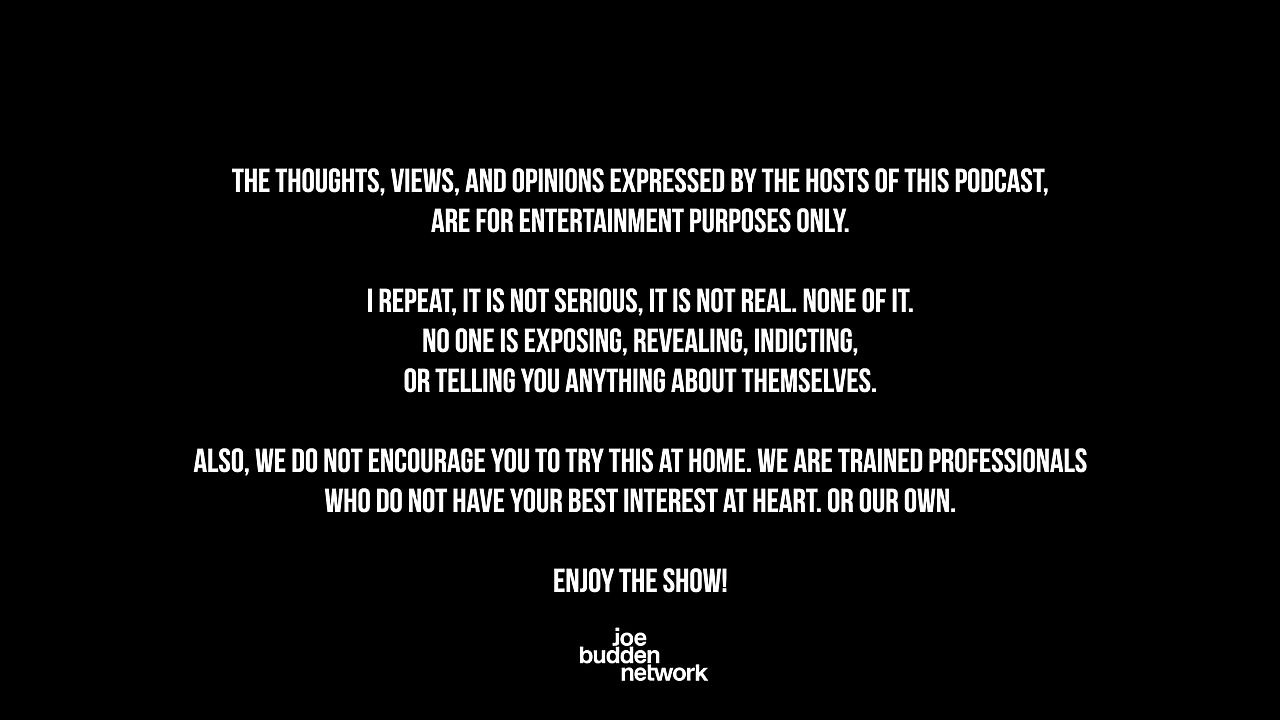 THE THOUGHTS, VIEWS, AND OPINIONS EXPRESSED BY THE HOSTS OF THIS PODCAST,
ARE FOR ENTERTAINMENT PURPOSES ONLY.
I REPEAT, IT IS NOT SERIOUS, IT IS NOT REAL. NONE OF IT.
NO ONE IS EXPOSING, REVEALING, INDICTING,
OR TELLING YOU ANYTHING ABOUT THEMSELVES.
ALSO, WE DO NOT ENCOURAGE YOU TO TRY THIS AT HOME. WE ARE TRAINED PROFESSIONALS
WHO DO NOT HAVE YOUR BEST INTEREST AT HEART. OR OUR OWN.
ENJOY THE SHOW!
joe
budden
network